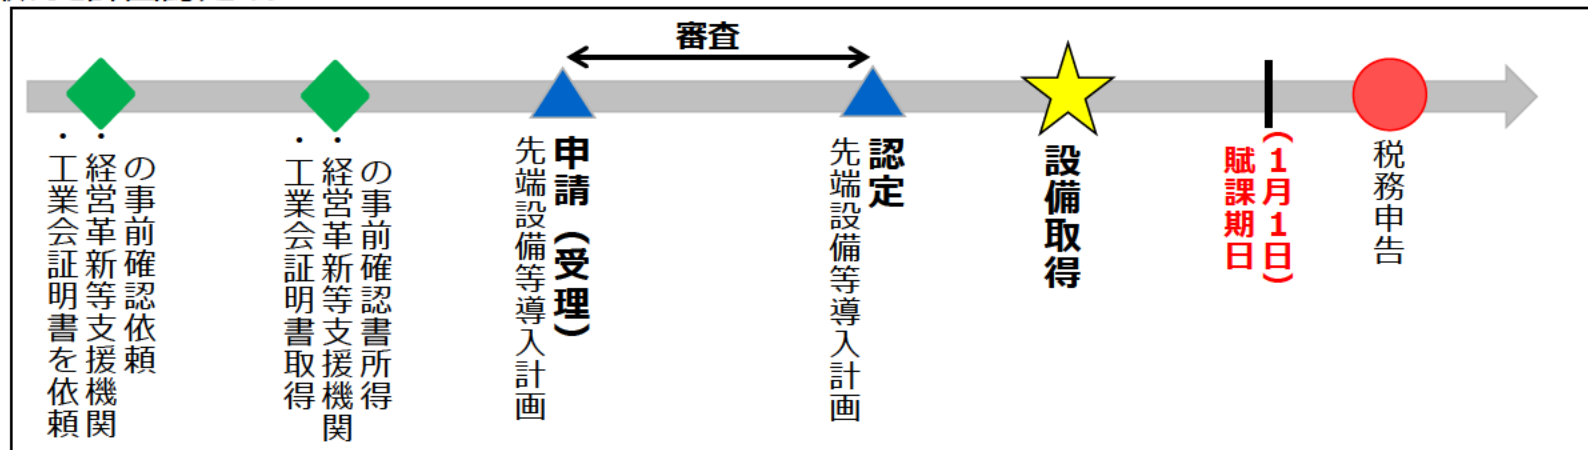 審査
・経営革新等支援機関
の事前確認依頼
・工業会証明書を依頼
・経営革新等支援機関
の事前確認書所得
・工業会証明書取得
先端設備等導入計画
申請（受理）
先端設備等導入計画
認定
設備取得
賦課期日
（1月1日）
税務申告